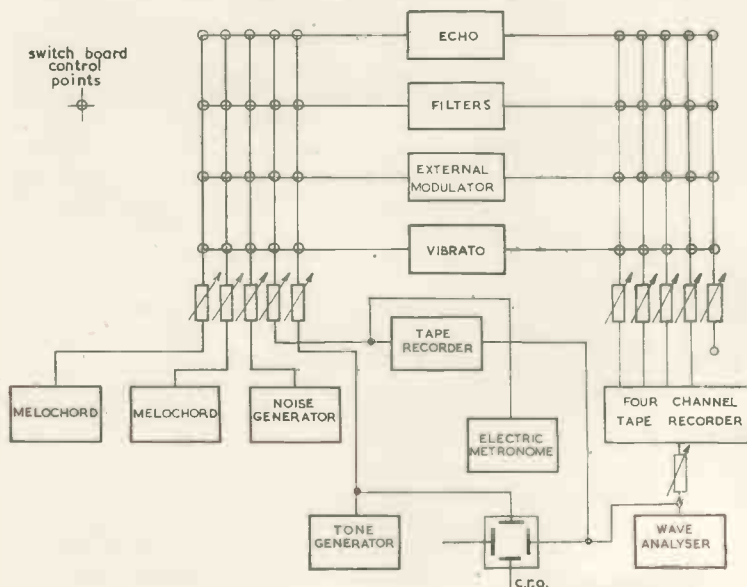 switch board
control
points
ECHO
FILTERS
EXTERNAL
MODULATOR
VIBRATO
TAPE
RECORDER
MELOCHORD
MELOCHORD
NOISE
GENERATOR
ELECTRIC
METRONOME
FOUR CHANNEL
TAPE RECORDER
TONE
GENERATOR
WAVE
ANALYSER
c.r.o.